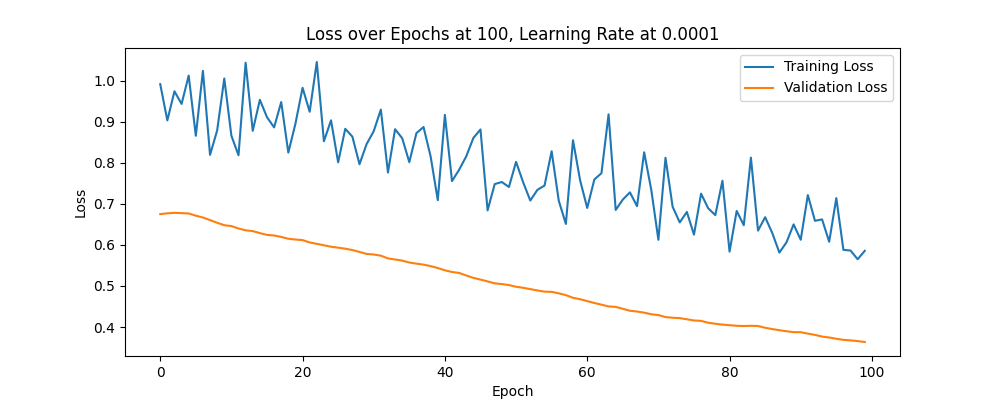 Loss over Epochs at 100, Learning Rate at 0.0001
Training Loss
Validation Loss
Loss
1.0
0.9
0.8
0.7
0.6
0.5
0.4
0 20 40 60 80 100
Epoch